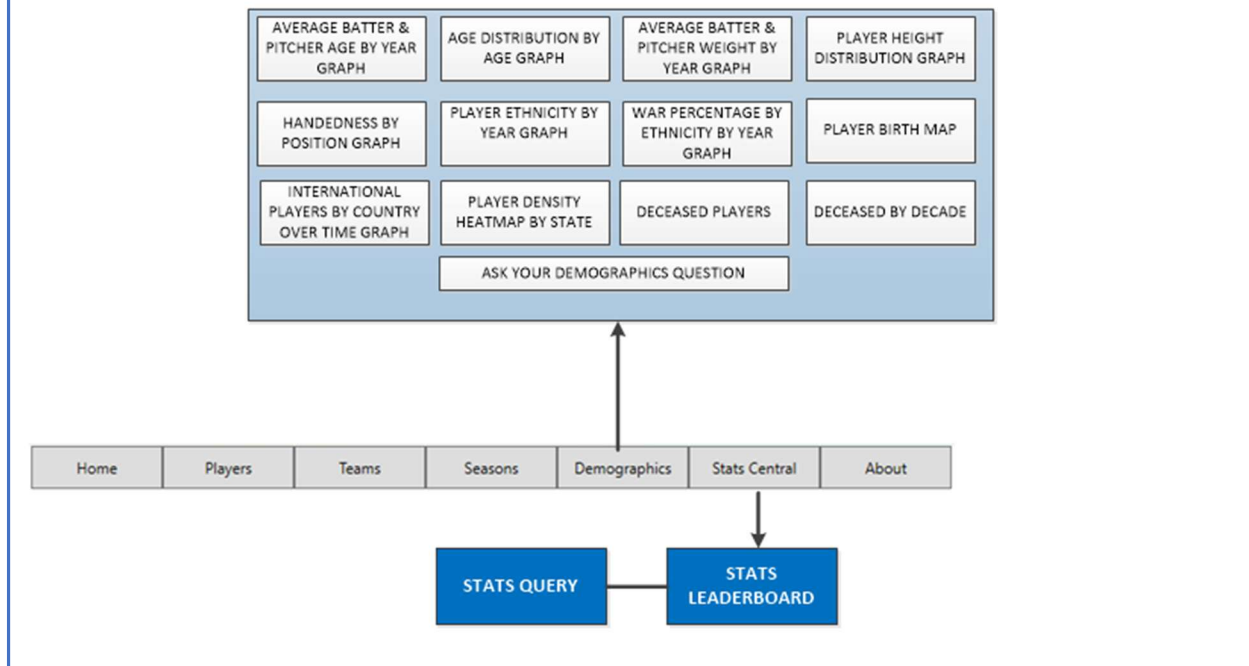 AVERAGE BATTER &
PITCHER AGE BY YEAR
GRAPH
AGE DISTRIBUTION BY
AGE GRAPH
AVERAGE BATTER &
PITCHER WEIGHT BY
YEAR GRAPH
PLAYER HEIGHT
DISTRIBUTION GRAPH
HANDEDNESS BY
POSITION GRAPH
PLAYER ETHNICITY BY
YEAR GRAPH
WAR PERCENTAGE BY
ETHNICITY BY YEAR
GRAPH
PLAYER BIRTH MAP
INTERNATIONAL
PLAYERS BY COUNTRY
OVER TIME GRAPH
PLAYER DENSITY
HEATMAP BY STATE
DECEASED PLAYERS
DECEASED BY DECADE
ASK YOUR DEMOGRAPHICS QUESTION
Home Players Teams Seasons Demographics Stats Central About
STATS QUERY
STATS
LEADERBOARD